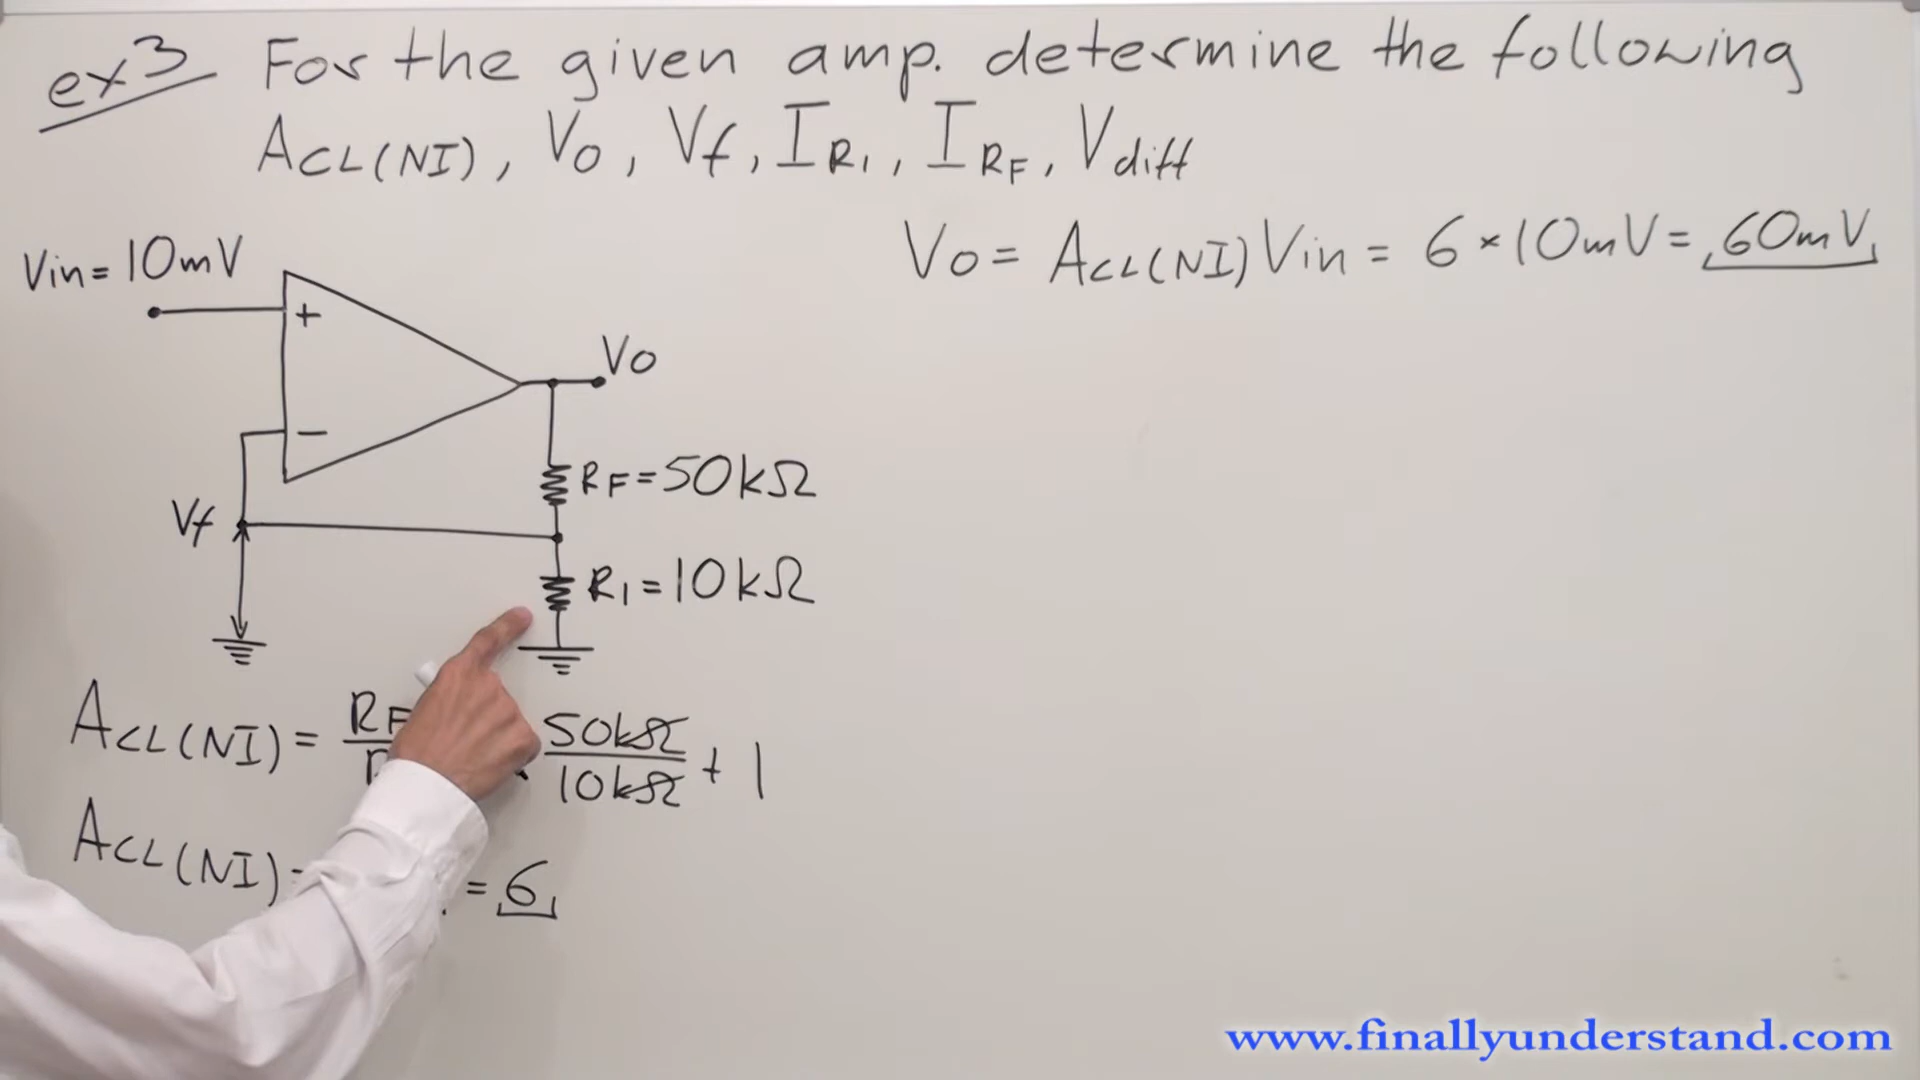 ex3 For the given amp. determine the following
ACL(NI), Vo, Vf, IR1, IRF, Vdiff
Vo = ACL(NI) Vin = 6 × 10mV = 60mV
Vin = 10mV
+
Vo
−
RF = 50kΩ
Vf
R1 = 10kΩ
ACL(NI) = RF 50kΩ / 10kΩ + 1
ACL(NI) = = 6
www.finallyunderstand.com